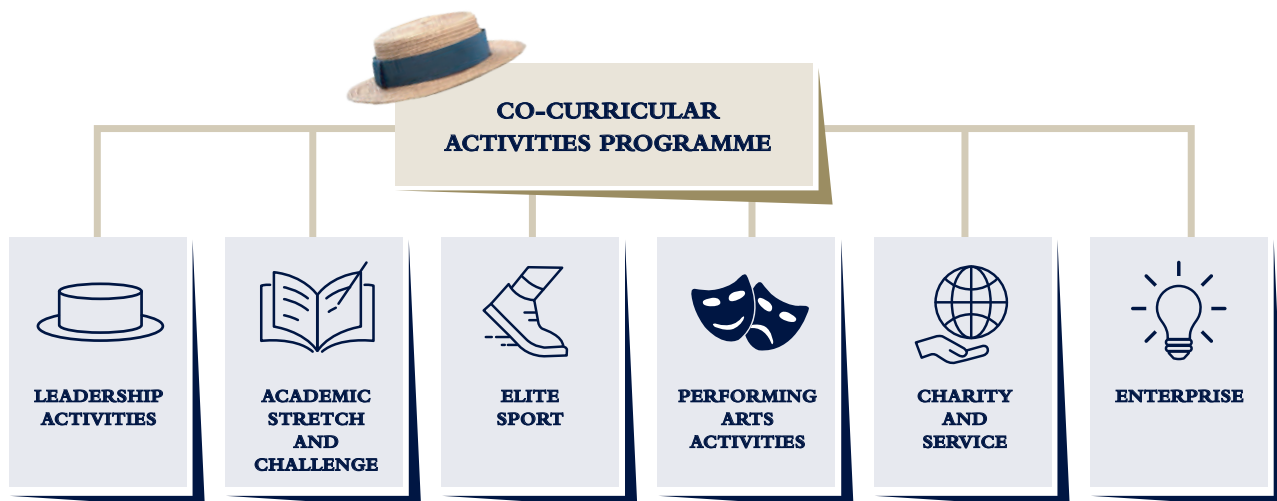 CO-CURRICULAR
ACTIVITIES PROGRAMME
LEADERSHIP
ACTIVITIES
ACADEMIC
STRETCH
AND
CHALLENGE
ELITE
SPORT
PERFORMING
ARTS
ACTIVITIES
CHARITY
AND
SERVICE
ENTERPRISE